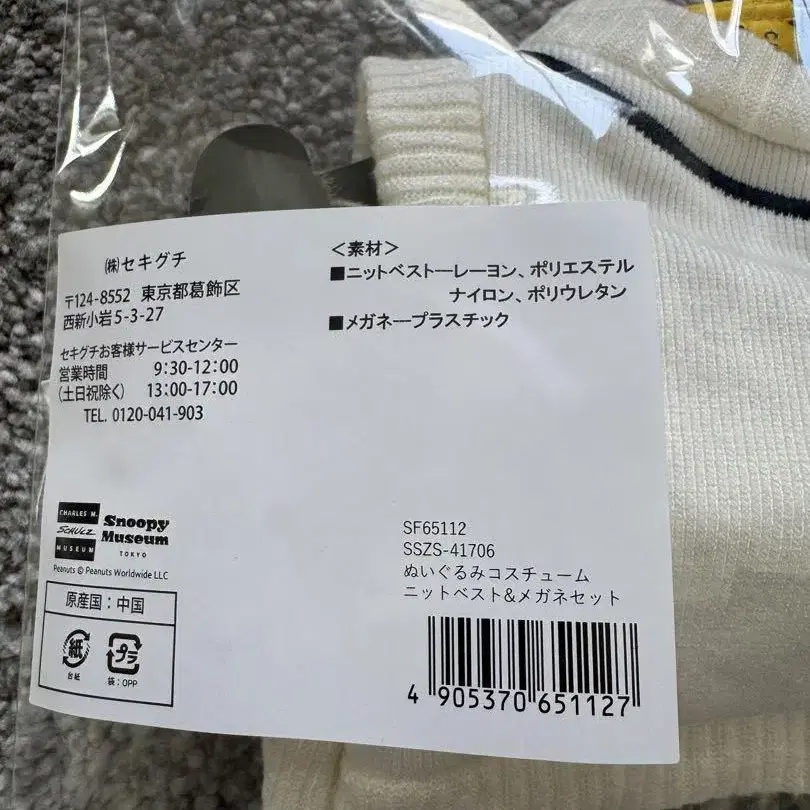 ㈱セキグチ
〒124-8552 東京都葛飾区
西新小岩5-3-27
セキグチお客様サービスセンター
営業時間 9:30-12:00
(土日祝除く) 13:00-17:00
TEL. 0120-041-903
<素材>
■ニットベストーレーヨン、ポリエステル
ナイロン、ポリウレタン
■メガネープラスチック
CHARLES M.
SCHULZ
MUSEUM
Snoopy
Museum
TOKYO
Peanuts © Peanuts Worldwide LLC
原産国：中国
紙
台紙
プラ
袋：OPP
SF65112
SSZS-41706
ぬいぐるみコスチューム
ニットベスト&メガネセット
4 905370 651127